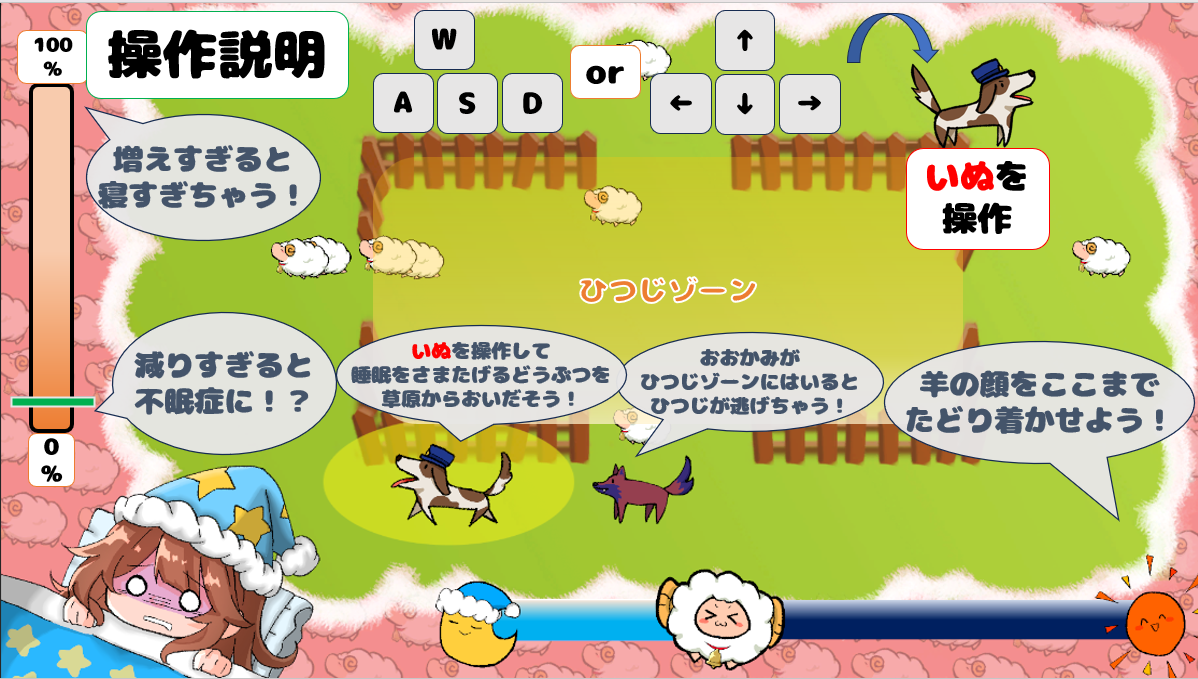 100
%
操作説明
W
A S D
or
↑
← ↓ →
いぬを
操作
増えすぎると
寝すぎちゃう！
ひつじゾーン
減りすぎると
不眠症に！？
いぬを操作して
睡眠をさまたげるどうぶつを
草原からおいだそう！
おおかみが
ひつじゾーンにはいると
ひつじが逃げちゃう！
羊の顔をここまで
たどり着かせよう！
0
%